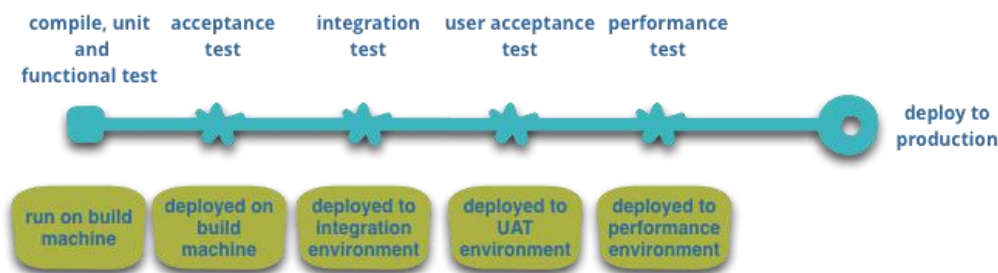 compile, unit
and
functional test
acceptance
test
integration
test
user acceptance
test
performance
test
deploy to
production
run on build
machine
deployed on
build
machine
deployed to
integration
environment
deployed to
UAT
environment
deployed to
performance
environment